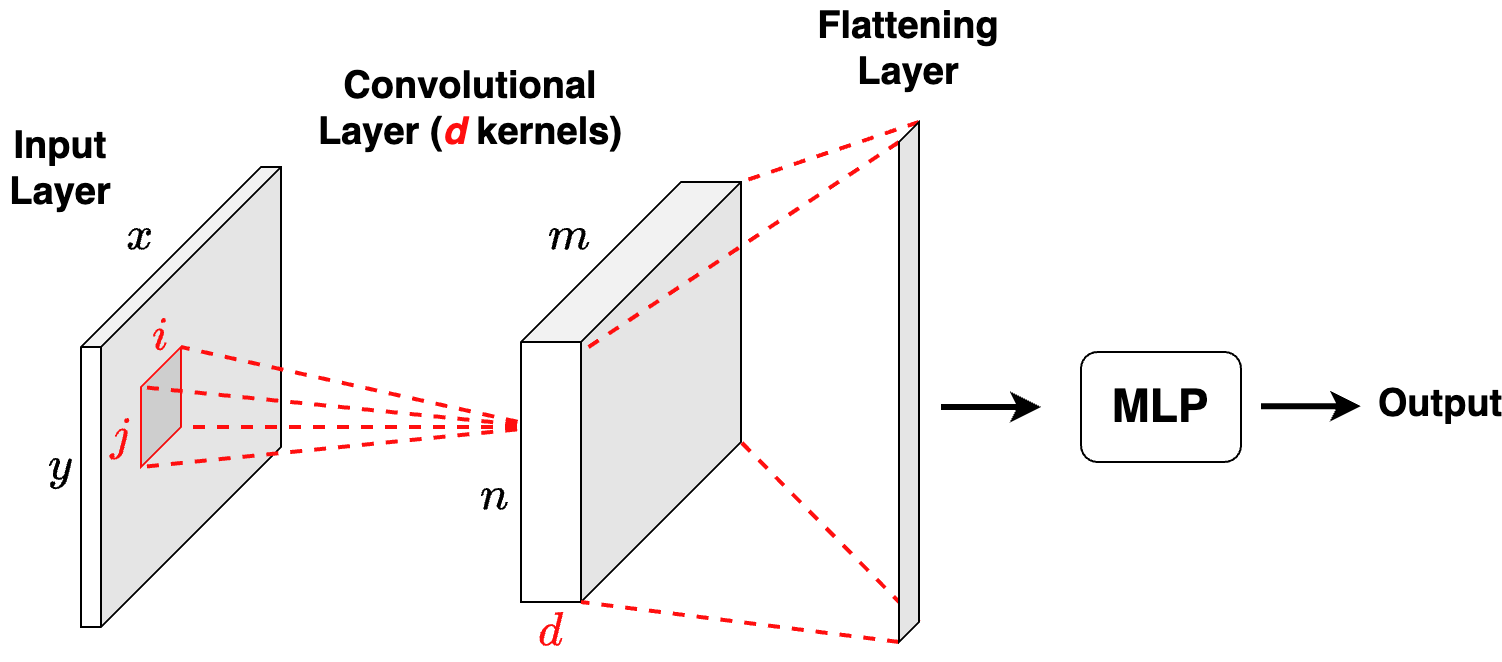 Flattening
Layer
Convolutional
Layer (d kernels)
Input
Layer
x
m
i
j
y
n
d
MLP
Output